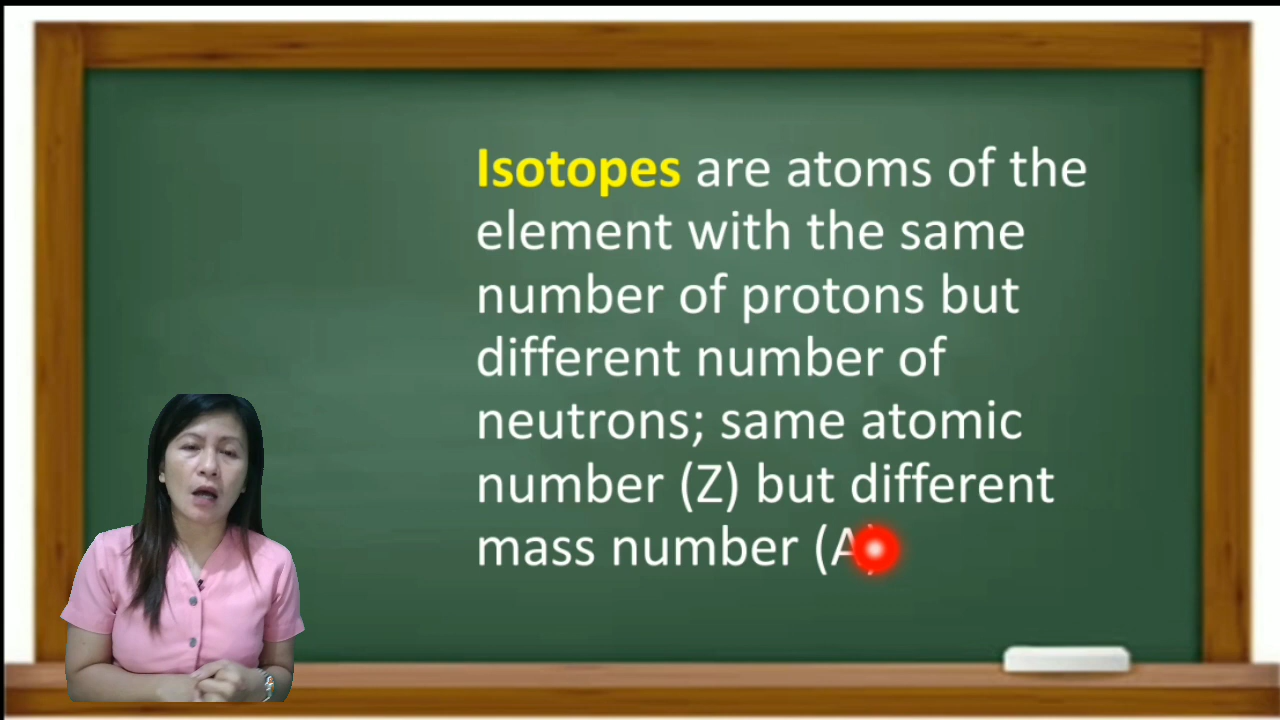 Isotopes are atoms of the
element with the same
number of protons but
different number of
neutrons; same atomic
number (Z) but different
mass number (A)